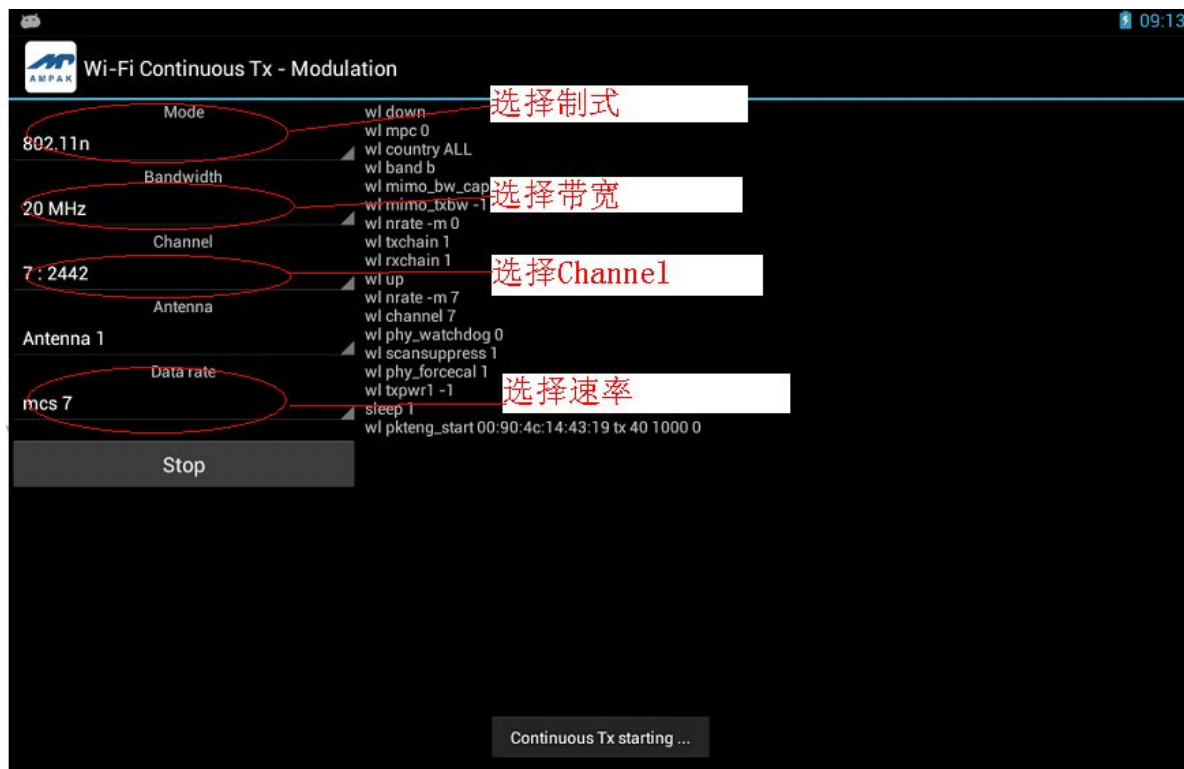 09:13
AMPAK
Wi-Fi Continuous Tx - Modulation
Mode
802.11n
Bandwidth
20 MHz
Channel
7 : 2442
Antenna
Antenna 1
Data rate
mcs 7
Stop
wl down
wl mpc 0
wl country ALL
wl band b
wl mimo_bw_cap
wl mimo_txbw -1
wl nrate -m 0
wl txchain 1
wl rxchain 1
wl up
wl nrate -m 7
wl channel 7
wl phy_watchdog 0
wl scansuppress 1
wl phy_forcecal 1
wl txpwr1 -1
sleep 1
wl pkteng_start 00:90:4c:14:43:19 tx 40 1000 0
选择制式
选择带宽
选择Channel
选择速率
Continuous Tx starting ...